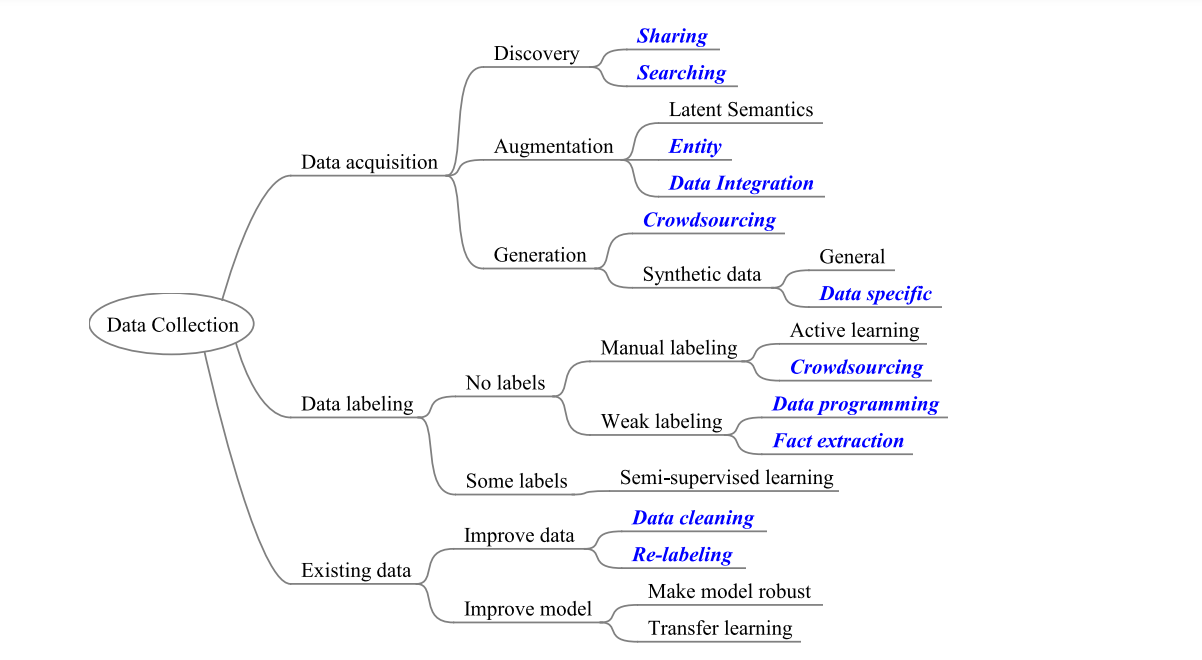 Sharing
Discovery
Searching
Latent Semantics
Augmentation
Entity
Data acquisition
Data Integration
Crowdsourcing
Generation
General
Synthetic data
Data specific
Data Collection
Active learning
Manual labeling
Crowdsourcing
No labels
Data labeling
Data programming
Weak labeling
Fact extraction
Some labels
Semi-supervised learning
Data cleaning
Improve data
Re-labeling
Existing data
Make model robust
Improve model
Transfer learning